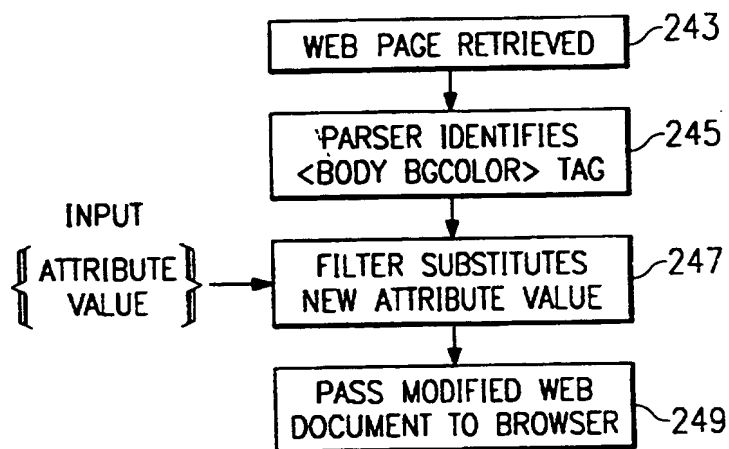 WEB PAGE RETRIEVED
243
PARSER IDENTIFIES
<BODY BGCOLOR> TAG
245
INPUT
ATTRIBUTE
VALUE
FILTER SUBSTITUTES
NEW ATTRIBUTE VALUE
247
PASS MODIFIED WEB
DOCUMENT TO BROWSER
249